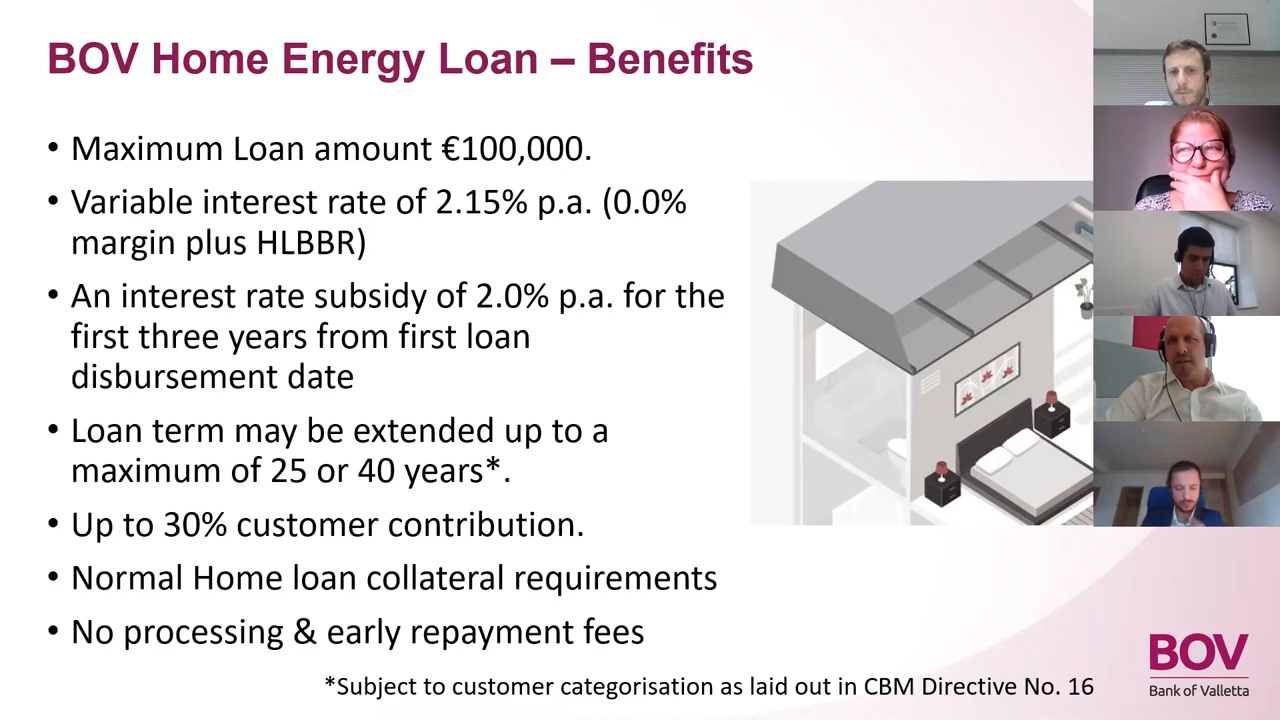 BOV Home Energy Loan – Benefits
• Maximum Loan amount €100,000.
• Variable interest rate of 2.15% p.a. (0.0%
margin plus HLBBR)
• An interest rate subsidy of 2.0% p.a. for the
first three years from first loan
disbursement date
• Loan term may be extended up to a
maximum of 25 or 40 years*.
• Up to 30% customer contribution.
• Normal Home loan collateral requirements
• No processing & early repayment fees
*Subject to customer categorisation as laid out in CBM Directive No. 16
BOV
Bank of Valletta